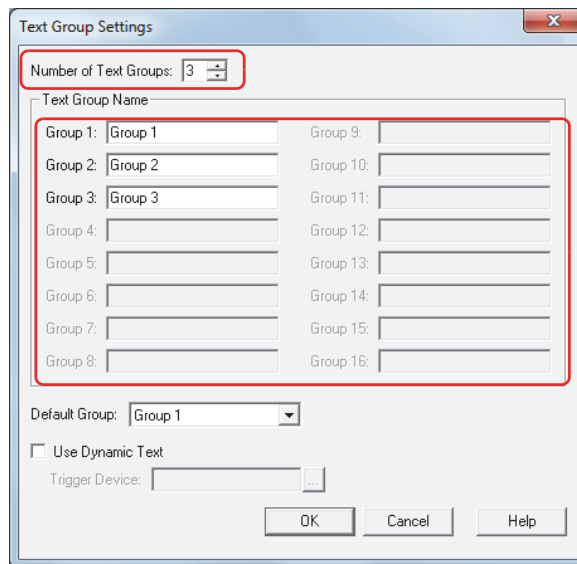 Text Group Settings
Number of Text Groups: 3
Text Group Name
Group 1: Group 1
Group 2: Group 2
Group 3: Group 3
Group 4:
Group 5:
Group 6:
Group 7:
Group 8:
Group 9:
Group 10:
Group 11:
Group 12:
Group 13:
Group 14:
Group 15:
Group 16:
Default Group: Group 1
Use Dynamic Text
Trigger Device: ...
OK Cancel Help